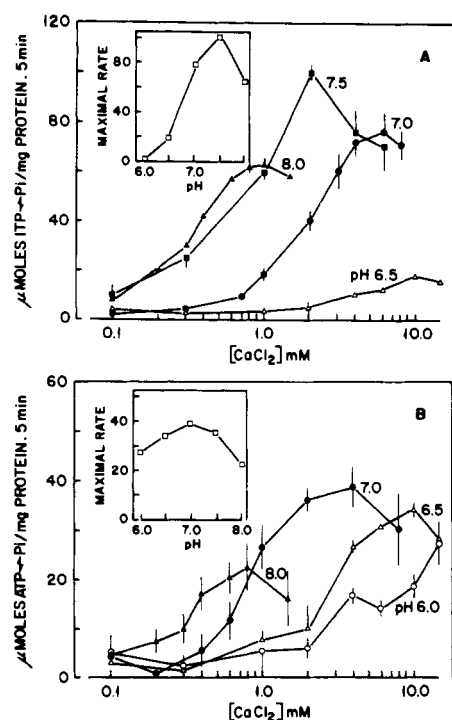 A
μMOLES ITP⇝Pi/mg PROTEIN. 5min
120
80
40
0
MAXIMAL RATE
80
40
0
6.0 7.0 8.0
pH
7.5
7.0
8.0
pH 6.5
0.1 1.0 10.0
[CaCl₂] mM
B
μMOLES ATP⇝Pi/mg PROTEIN. 5min
60
40
20
0
MAXIMAL RATE
40
20
0
6.0 7.0 8.0
pH
7.0
6.5
8.0
pH 6.0
0.1 1.0 10.0
[CaCl₂] mM